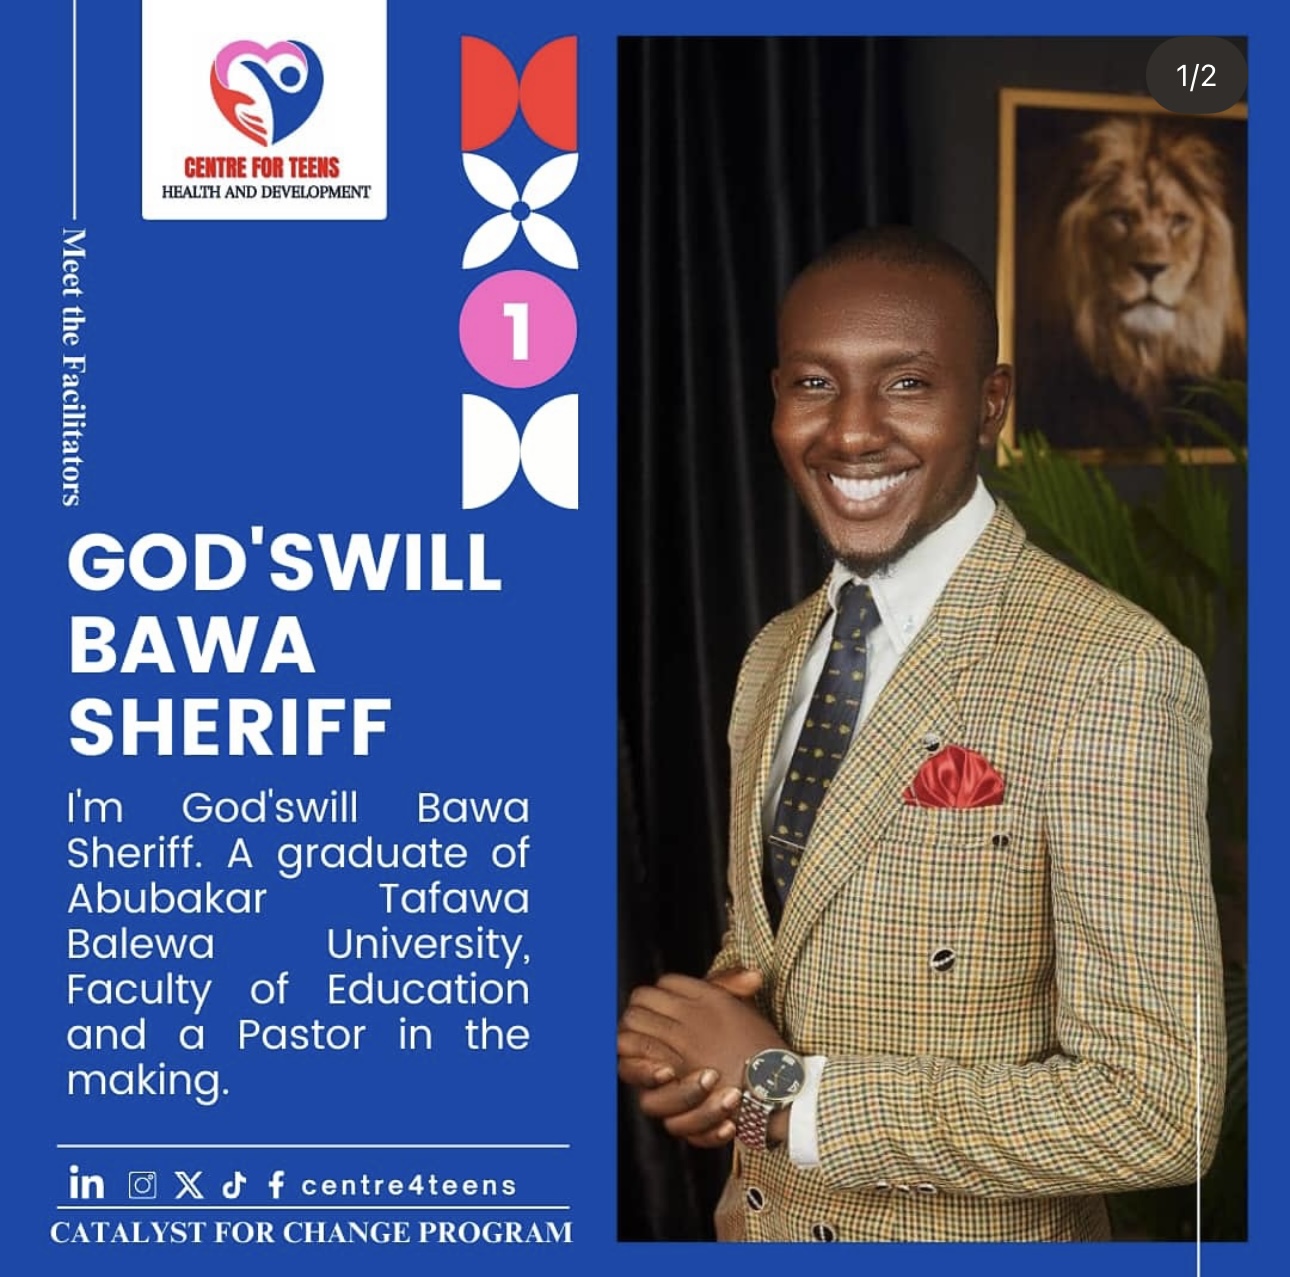 CENTRE FOR TEENS
HEALTH AND DEVELOPMENT
1/2
Meet the Facilitators
1
GOD'SWILL
BAWA
SHERIFF
I'm God'swill Bawa
Sheriff. A graduate of
Abubakar Tafawa
Balewa University,
Faculty of Education
and a Pastor in the
making.
in X f centre4teens
CATALYST FOR CHANGE PROGRAM